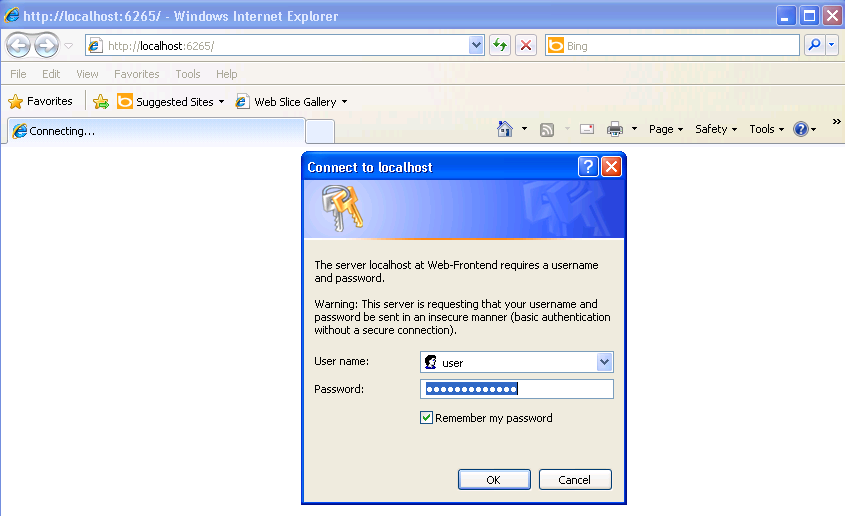 http://localhost:6265/ - Windows Internet Explorer
http://localhost:6265/
Bing
File Edit View Favorites Tools Help
Favorites Suggested Sites Web Slice Gallery
Connecting... Page Safety Tools
Connect to localhost
The server localhost at Web-Frontend requires a username
and password.
Warning: This server is requesting that your username and
password be sent in an insecure manner (basic authentication
without a secure connection).
User name: user
Password: •••••••••••••
Remember my password
OK Cancel